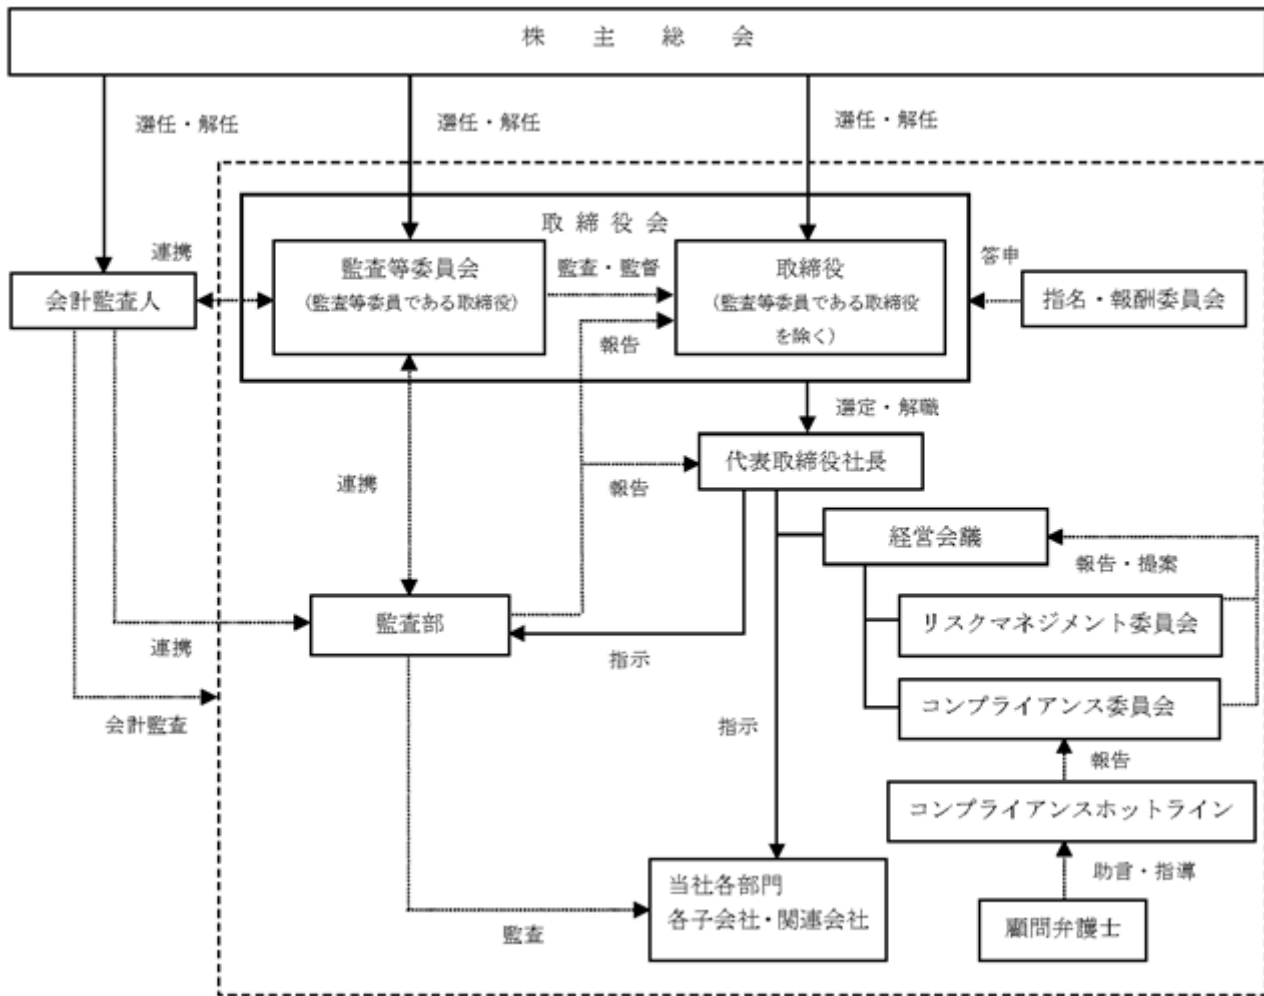 株主総会
選任・解任
選任・解任
選任・解任
取締役会
連携
監査等委員会
(監査等委員である取締役)
監査・監督
取締役
(監査等委員である取締役
を除く)
答申
会計監査人
指名・報酬委員会
報告
選定・解職
代表取締役社長
連携
報告
経営会議
報告・提案
監査部
リスクマネジメント委員会
連携
指示
コンプライアンス委員会
会計監査
指示
報告
コンプライアンスホットライン
助言・指導
当社各部門
各子会社・関連会社
監査
顧問弁護士